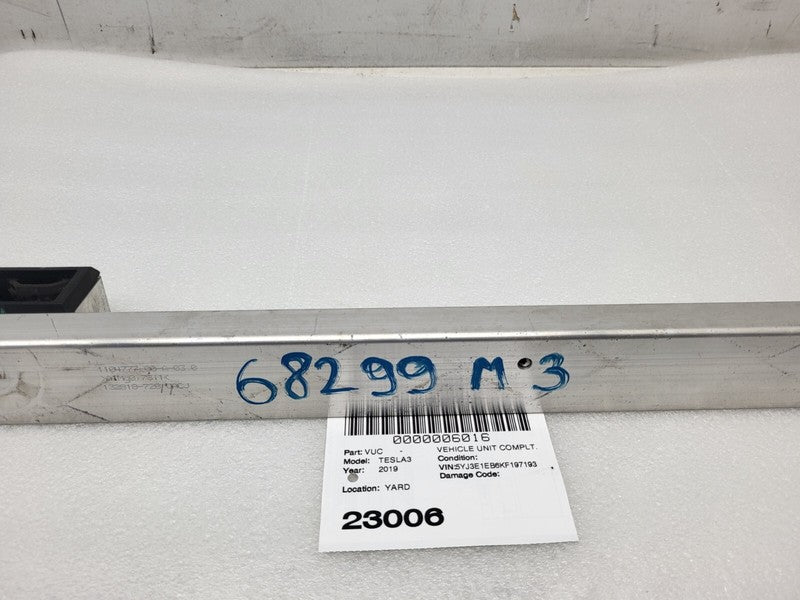 68299 M 3
0000006016
Part: VUC - VEHICLE UNIT COMPLT.
Model: TESLA3 Condition:
Year: 2019 VIN:5YJ3E1EB6KF197193
Damage Code:
Location: YARD
23006